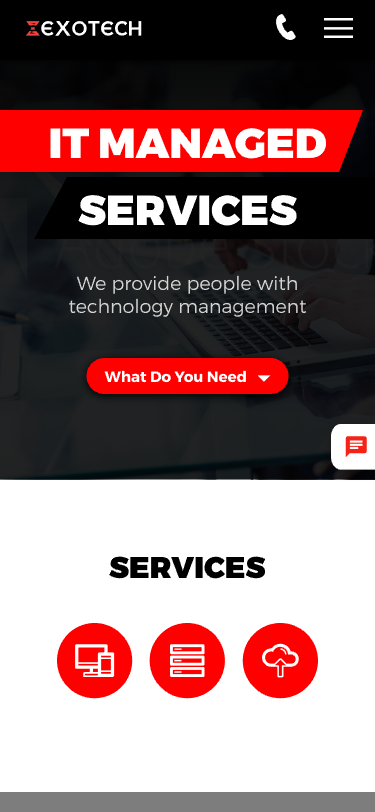 EXOTECH
IT MANAGED
SERVICES
We provide people with
technology management
What Do You Need
SERVICES